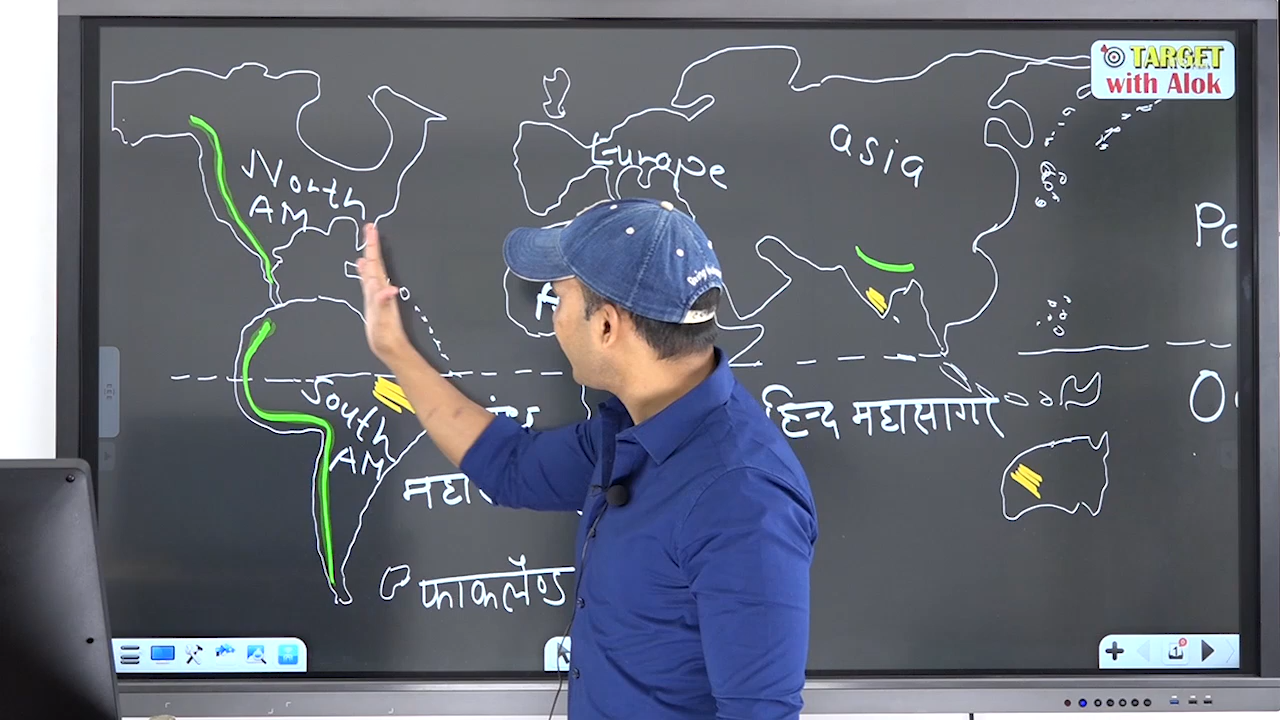 TARGET
with Alok
North
AM
Europe
asia
South
AM
हिन्द महासागर
फाकलैण्ड